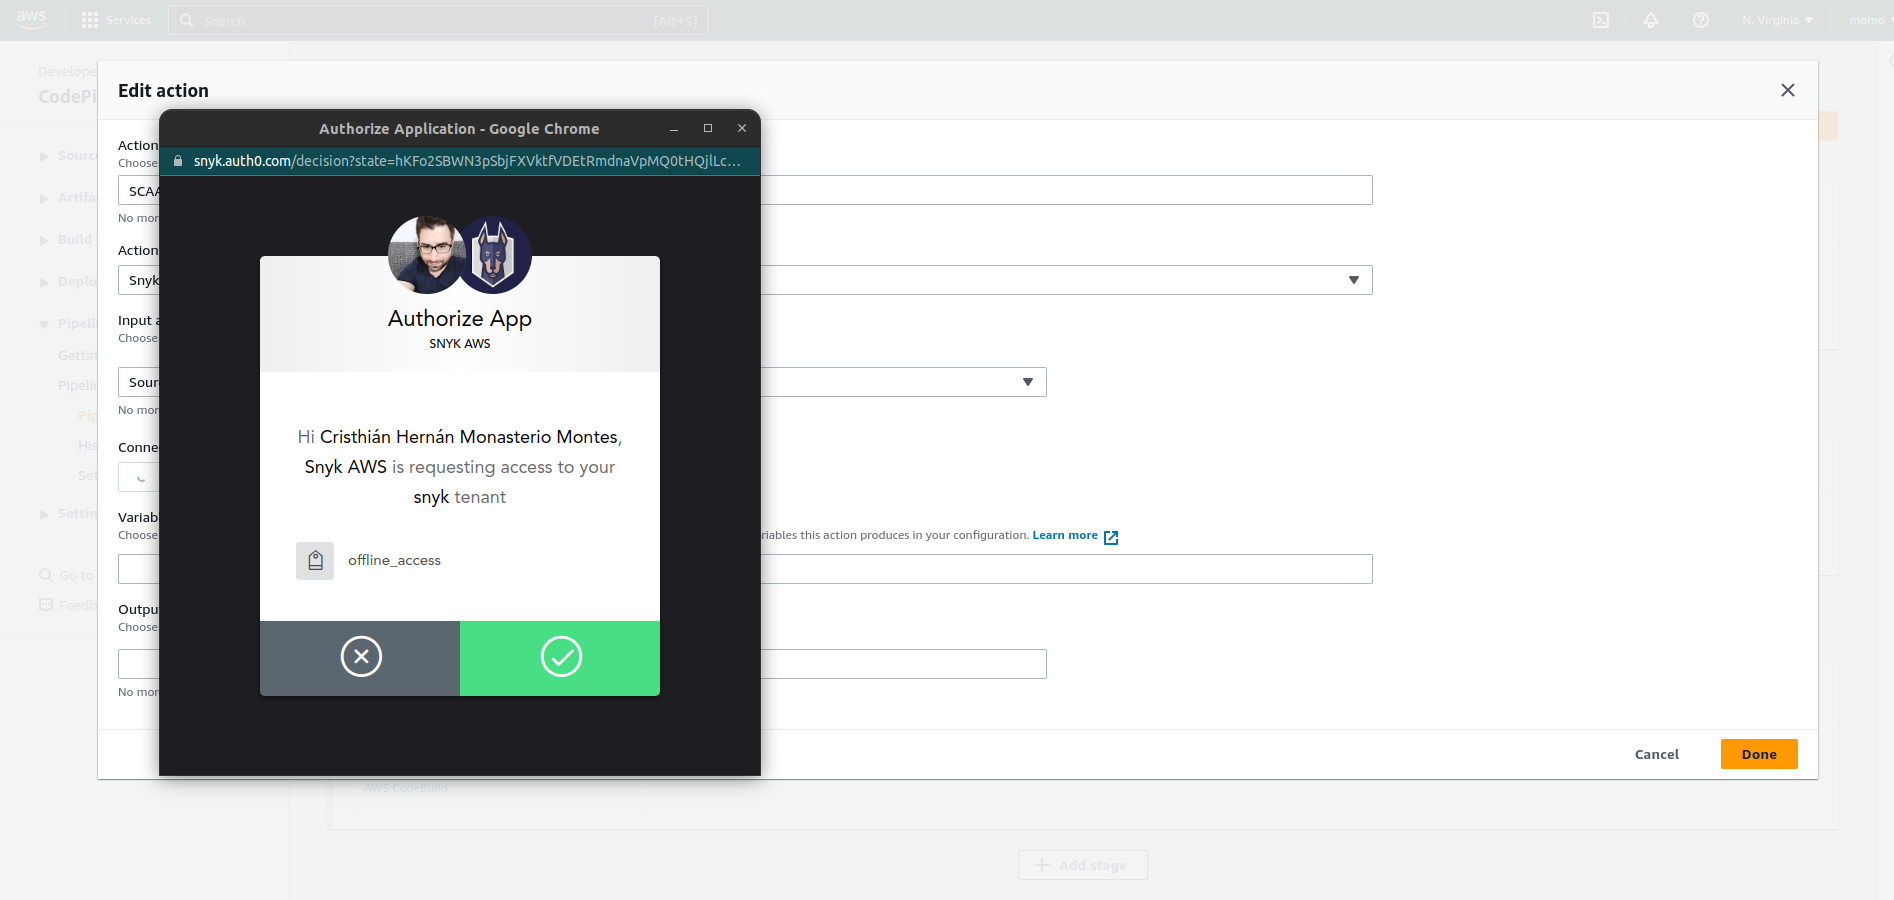 aws
Services
Search
[Alt+S]
N. Virginia
momo
Develope
CodePi
Edit action
Authorize Application - Google Chrome
snyk.auth0.com/decision?state=hKFo2SBWN3pSbjFXVktfVDEtRmdnaVpMQ0tHQjlLc...
Action
Choose
SCAA
No mor
Action
Snyk
Input a
Choose
Sour
No mor
Conne
Variab
Choose
riables this action produces in your configuration. Learn more
Outpu
Choose
No mor
Source
Artifac
Build
Deplo
Pipelin
Gettin
Pipelin
Pip
His
Set
Settin
Go to
Feedb
Authorize App
SNYK AWS
Hi Cristhián Hernán Monasterio Montes,
Snyk AWS is requesting access to your
snyk tenant
offline_access
Cancel
Done
AWS CodeBuild
Add stage